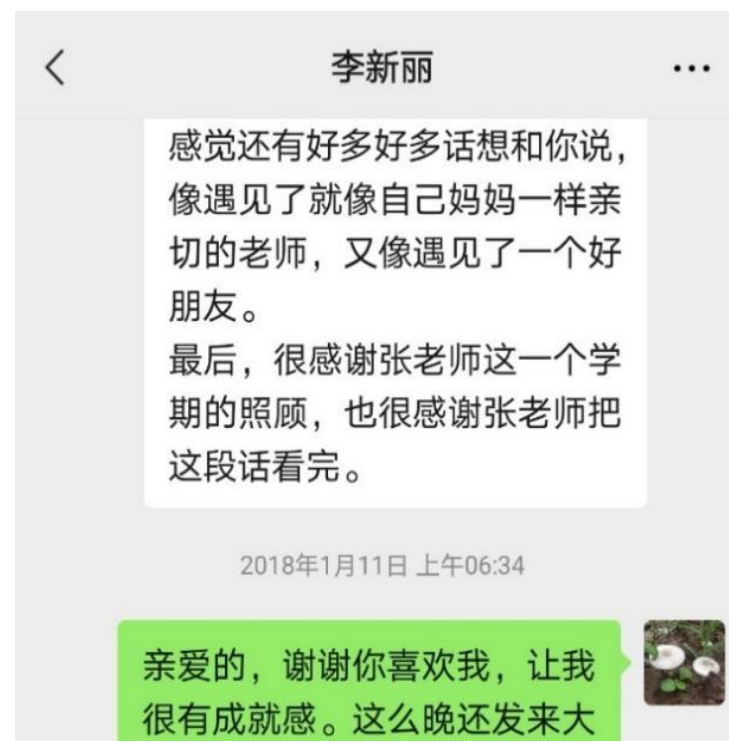 李新丽
感觉还有好多好多话想和你说，
像遇见了就像自己妈妈一样亲
切的老师，又像遇见了一个好
朋友。
最后，很感谢张老师这一个学
期的照顾，也很感谢张老师把
这段话看完。
2018年1月11日 上午06:34
亲爱的，谢谢你喜欢我，让我
很有成就感。这么晚还发来大